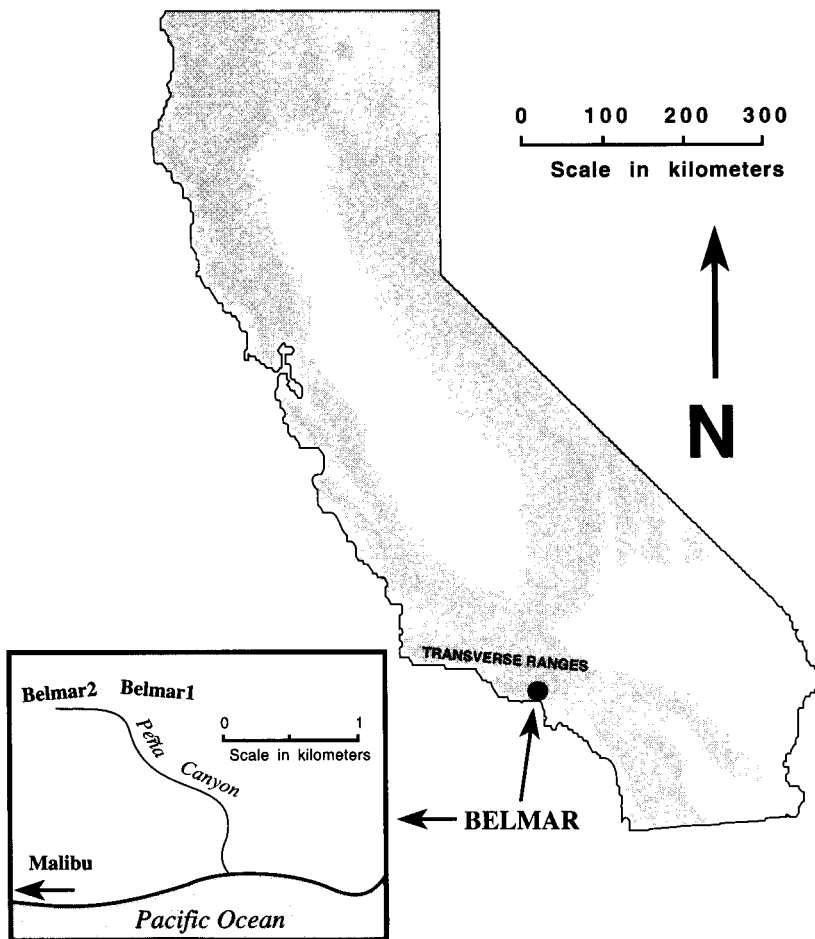 0 100 200 300
Scale in kilometers
N
TRANSVERSE RANGES
BELMAR
Belmar2 Belmar1
0 1
Scale in kilometers
Peña
Canyon
Malibu
Pacific Ocean